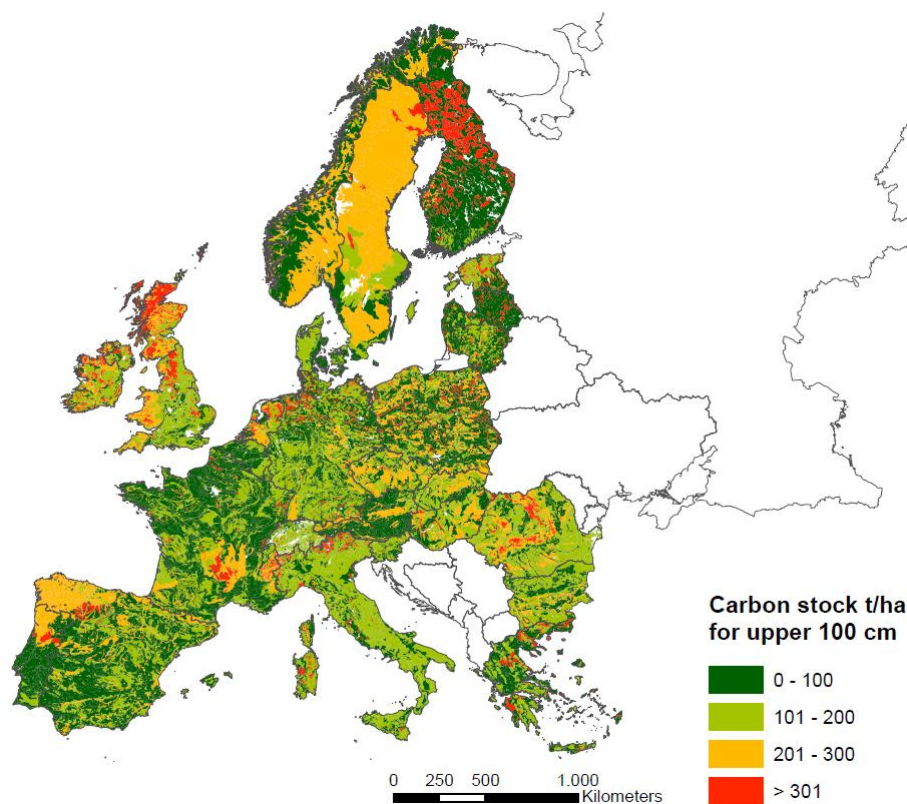 Carbon stock t/ha
for upper 100 cm
0 - 100
101 - 200
201 - 300
> 301
0 250 500 1.000
Kilometers